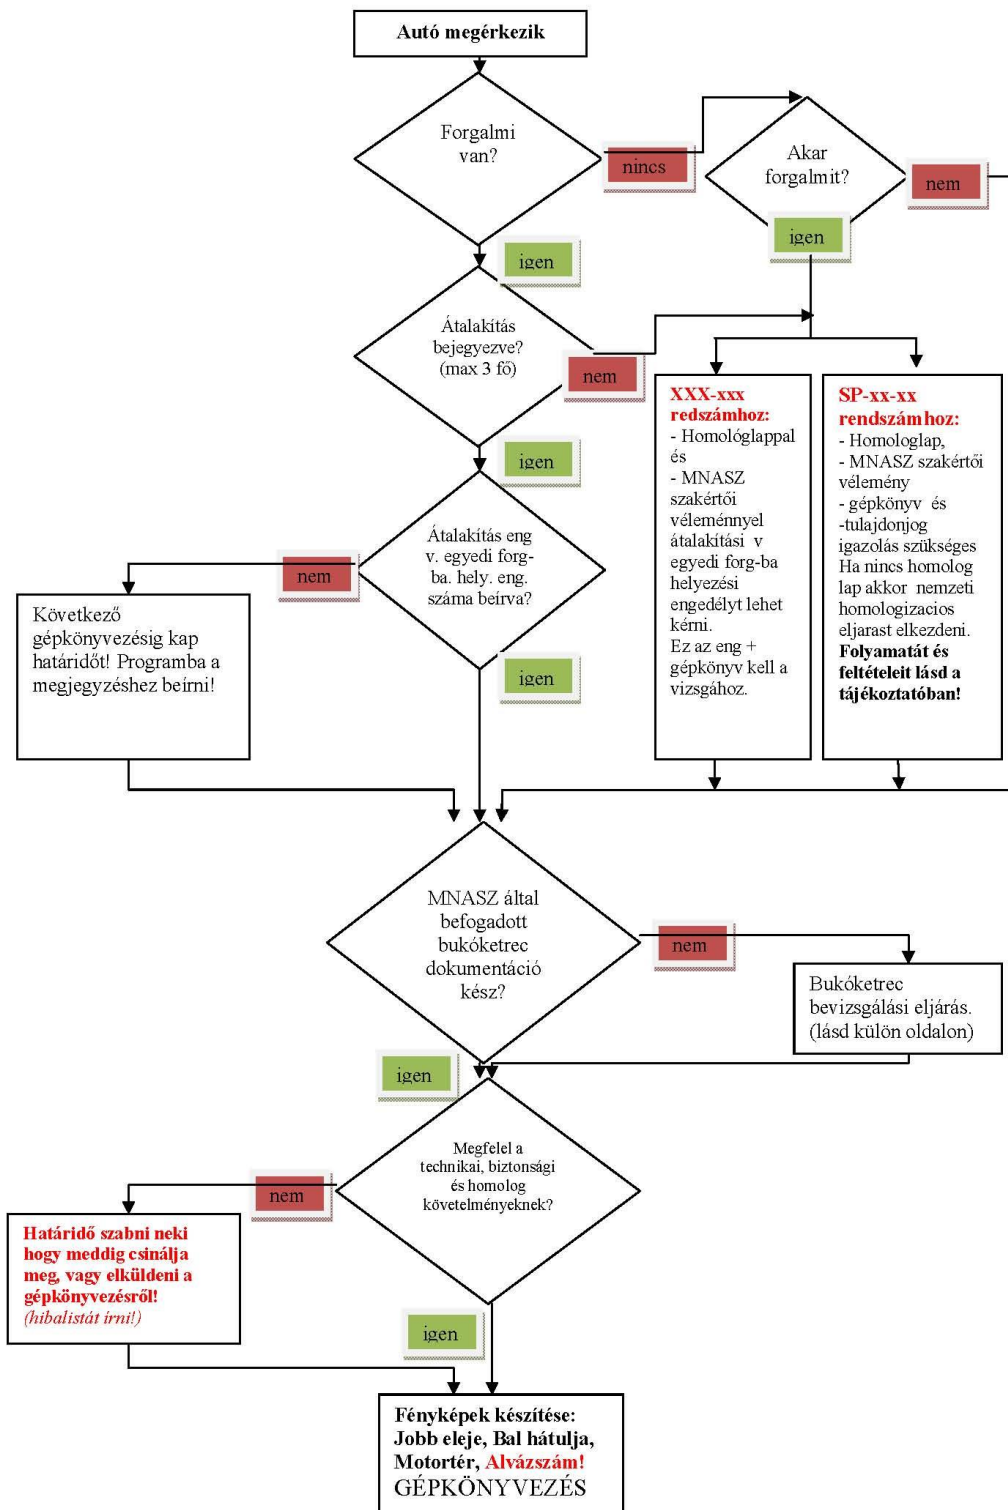 Autó megérkezik
Forgalmi
van?
nincs
Akar
forgalmit?
nem
igen
igen
Átalakítás
bejegyezve?
(max 3 fő)
nem
igen
XXX-xxx
redszámhoz:
- Homológlappal
és
- MNASZ
szakértői
véleménnyel
átalakítási v
egyedi forg-ba
helyezési
engedélyt lehet
kérni.
Ez az eng +
gépkönyv kell a
vizsgához.
SP-xx-xx
rendszámhoz:
- Homologlap,
- MNASZ szakértői
vélemény
- gépkönyv és
-tulajdonjog
igazolás szükséges
Ha nincs homolog
lap akkor nemzeti
homologizacios
eljarast elkezdeni.
Folyamatát és
feltételeit lásd a
tájékoztatóban!
Átalakítás eng
v. egyedi forg-
ba. hely. eng.
száma beírva?
nem
igen
Következő
gépkönyvezésig kap
határidőt! Programba a
megjegyzéshez beírni!
MNASZ által
befogadott
bukóketrec
dokumentáció
kész?
nem
Bukóketrec
bevizsgálási eljárás.
(lásd külön oldalon)
igen
Megfelel a
technikai, biztonsági
és homolog
követelményeknek?
nem
Határidő szabni neki
hogy meddig csinálja
meg, vagy elküldeni a
gépkönyvezésről!
(hibalistát írni!)
igen
Fényképek készítése:
Jobb eleje, Bal hátulja,
Motortér, Alvázszám!
GÉPKÖNYVEZÉS